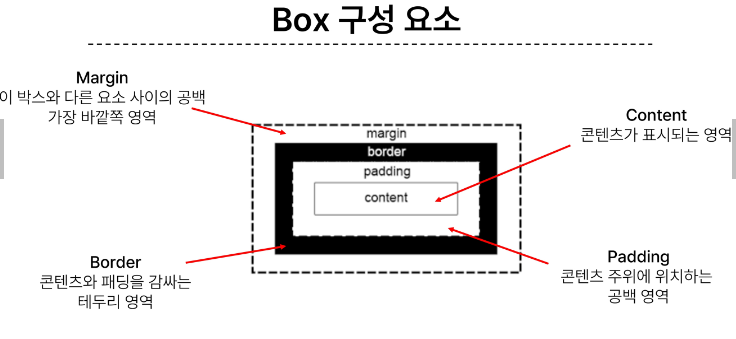 Box 구성 요소
Margin
이 박스와 다른 요소 사이의 공백
가장 바깥쪽 영역
Content
콘텐츠가 표시되는 영역
margin
border
padding
content
Border
콘텐츠와 패딩을 감싸는
테두리 영역
Padding
콘텐츠 주위에 위치하는
공백 영역